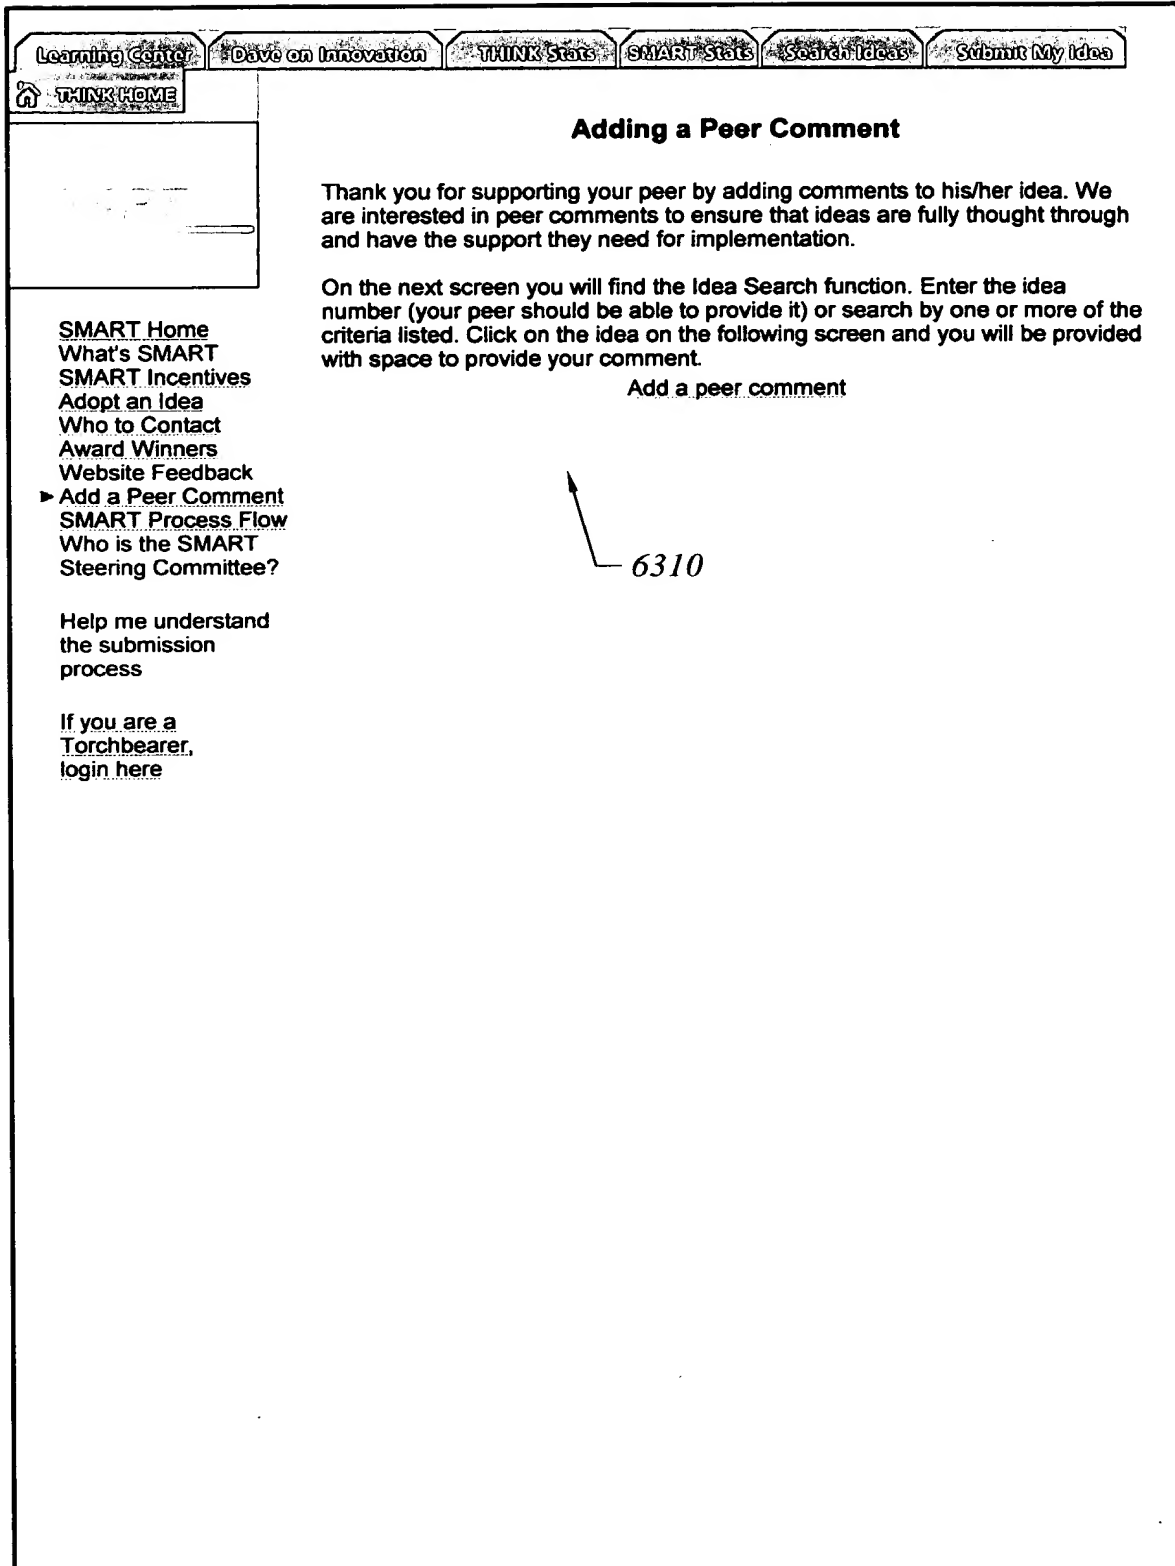 Learning Center Dave on Innovation THINK Stats SMART Stats Search Ideas Submit My Idea
THINK HOME
Adding a Peer Comment
Thank you for supporting your peer by adding comments to his/her idea. We
are interested in peer comments to ensure that ideas are fully thought through
and have the support they need for implementation.
On the next screen you will find the Idea Search function. Enter the idea
number (your peer should be able to provide it) or search by one or more of the
criteria listed. Click on the idea on the following screen and you will be provided
with space to provide your comment.
Add a peer comment
SMART Home
What's SMART
SMART Incentives
Adopt an Idea
Who to Contact
Award Winners
Website Feedback
Add a Peer Comment
SMART Process Flow
Who is the SMART
Steering Committee?
Help me understand
the submission
process
If you are a
Torchbearer,
login here
6310